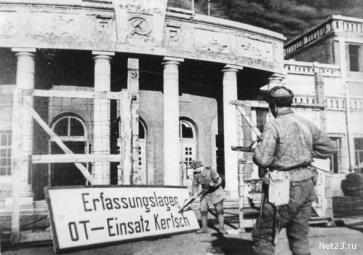 Erfassungslager
OT-Einsatz Kertsch
Net23.ru